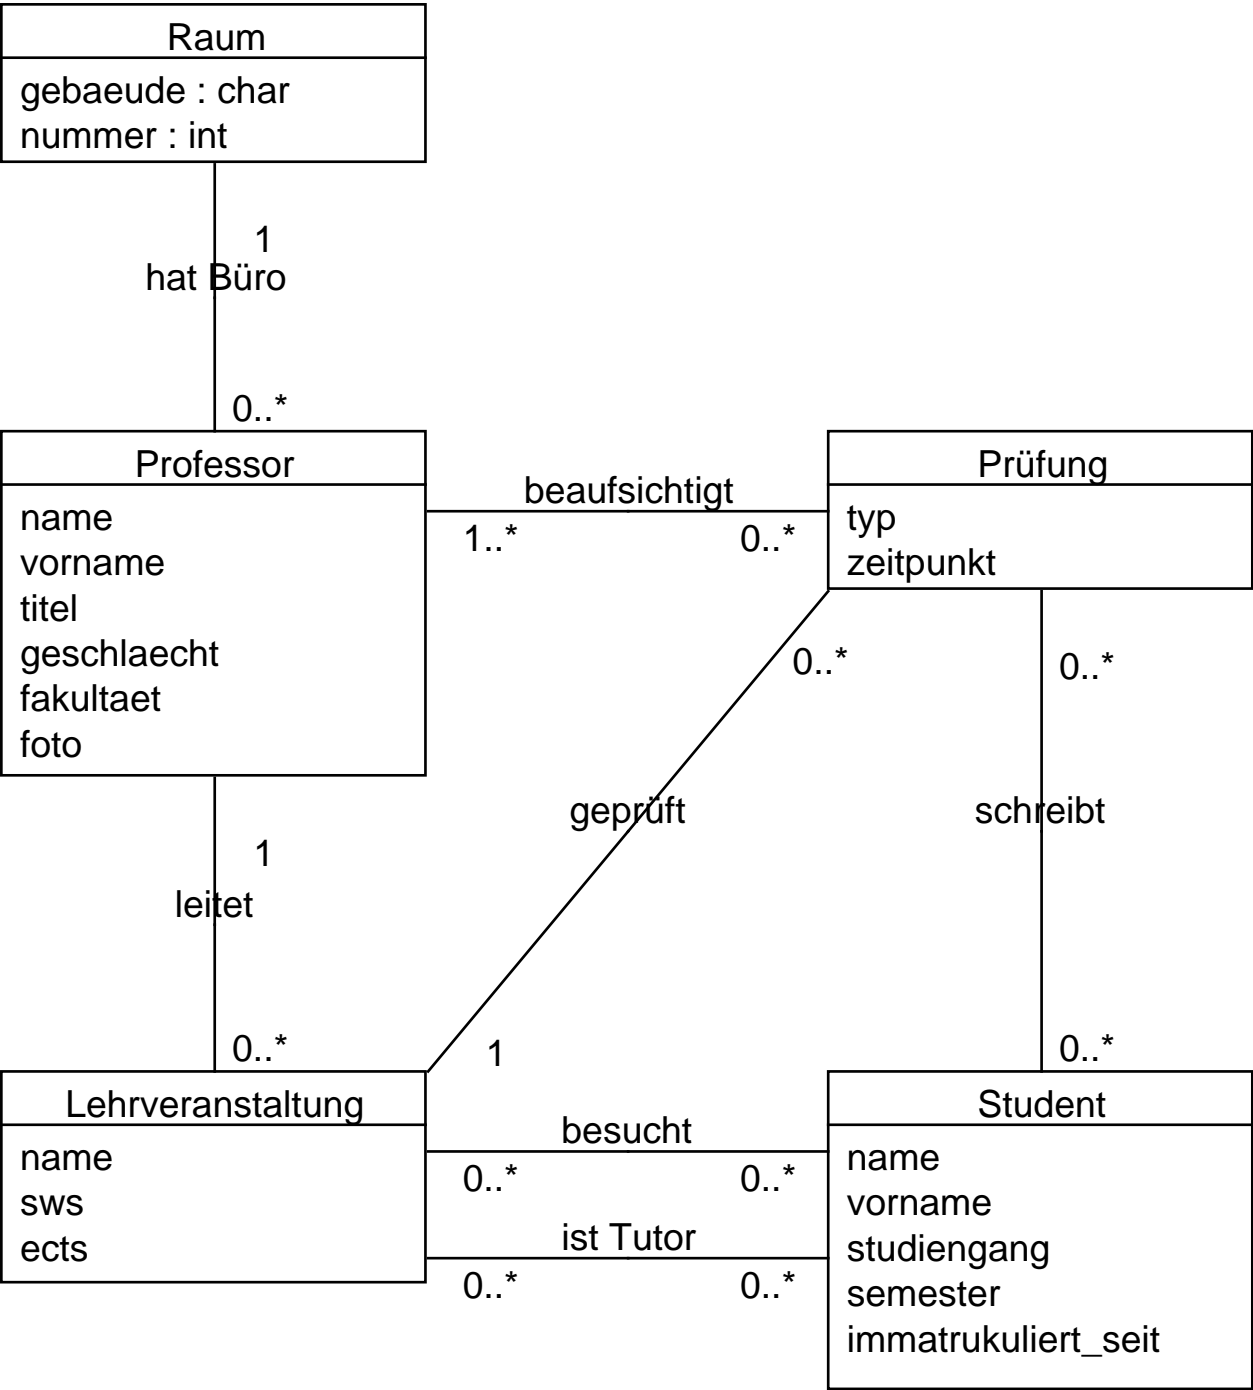 Raum
gebaeude : char
nummer : int
1
hat Büro
0..*
Professor
name
vorname
titel
geschlaecht
fakultaet
foto
beaufsichtigt
1..*
0..*
Prüfung
typ
zeitpunkt
0..*
0..*
geprüft
schreibt
1
leitet
0..*
1
0..*
Lehrveranstaltung
name
sws
ects
besucht
0..*
0..*
ist Tutor
0..*
0..*
Student
name
vorname
studiengang
semester
immatrukuliert_seit